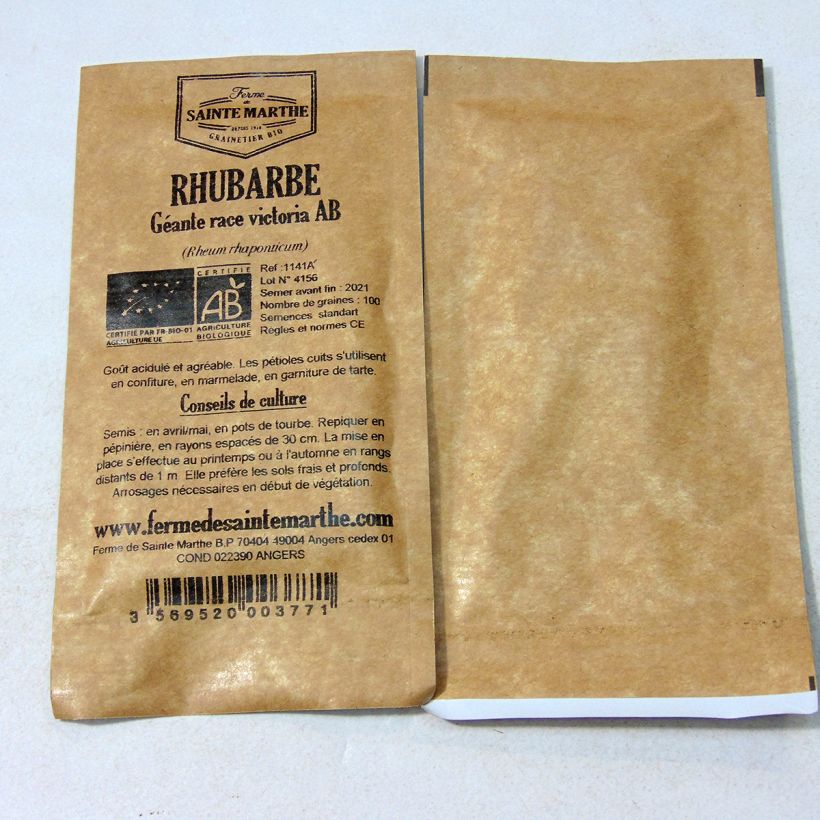 Ferme
de
SAINTE MARTHE
DEPUIS 1910
GRAINETIER BIO
RHUBARBE
Géante race victoria AB
(Rheum rhaponticum)
CERTIFIÉ
AB
AGRICULTURE
BIOLOGIQUE
CERTIFIÉ PAR FR-BIO-01
AGRICULTURE UE
Ref :1141A
Lot N° 4156
Semer avant fin : 2021
Nombre de graines : 100
Semences standart
Règles et normes CE
Goût acidulé et agréable. Les pétioles cuits s'utilisent
en confiture, en marmelade, en garniture de tarte.
Conseils de culture
Semis : en avril/mai, en pots de tourbe. Repiquer en
pépinière, en rayons espacés de 30 cm. La mise en
place s'effectue au printemps ou à l'automne en rangs
distants de 1 m. Elle préfère les sols frais et profonds.
Arrosages nécessaires en début de végétation.
www.fermedesaintemarthe.com
Ferme de Sainte Marthe B.P 70404 49004 Angers cedex 01
COND 022390 ANGERS
3 569520 003771